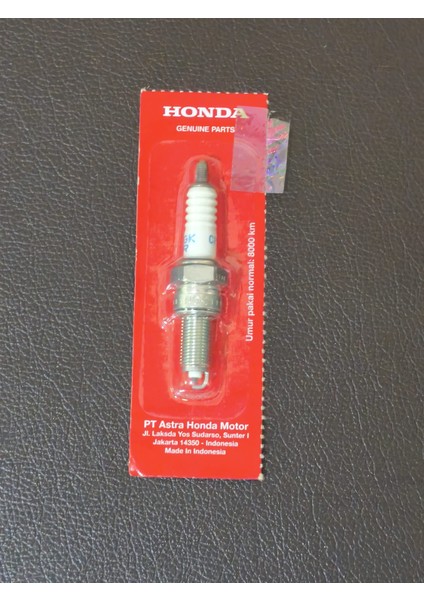 HONDA
GENUINE PARTS
Umur pakai normal: 8000 km
PT Astra Honda Motor
Jl. Laksda Yos Sudarso, Sunter I
Jakarta 14350 - Indonesia
Made In Indonesia